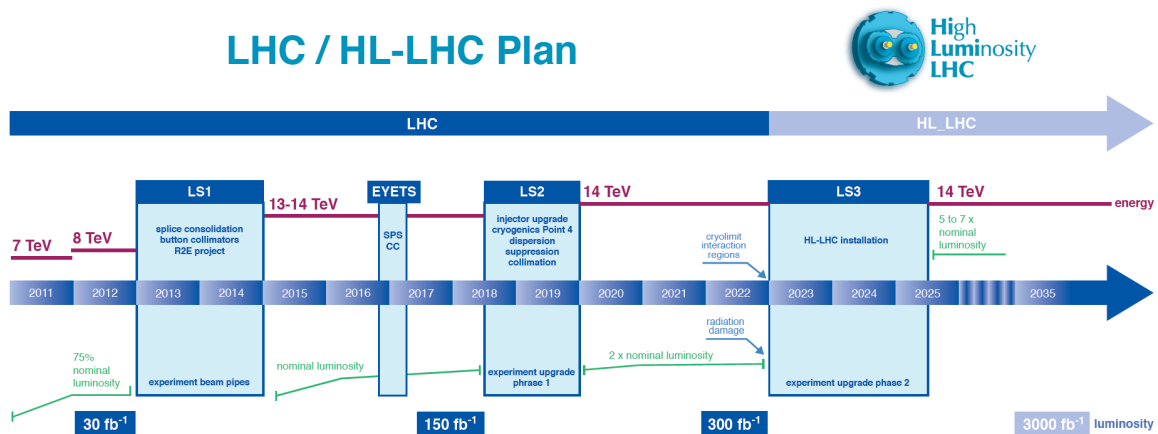 LHC / HL-LHC Plan
High
Luminosity
LHC
LHC
HL_LHC
LS1
EYETS
LS2
14 TeV
LS3
14 TeV
energy
13-14 TeV
7 TeV
8 TeV
splice consolidation
button collimators
R2E project
SPS
CC
injector upgrade
cryogenics Point 4
dispersion
suppression
collimation
cryolimit
interaction
regions
HL-LHC installation
5 to 7 x
nominal
luminosity
2011
2012
2013
2014
2015
2016
2017
2018
2019
2020
2021
2022
2023
2024
2025
2035
75%
nominal
luminosity
experiment beam pipes
nominal luminosity
experiment upgrade
phrase 1
2 x nominal luminosity
radiation
damage
experiment upgrade phase 2
30 fb-1
150 fb-1
300 fb-1
3000 fb-1
luminosity